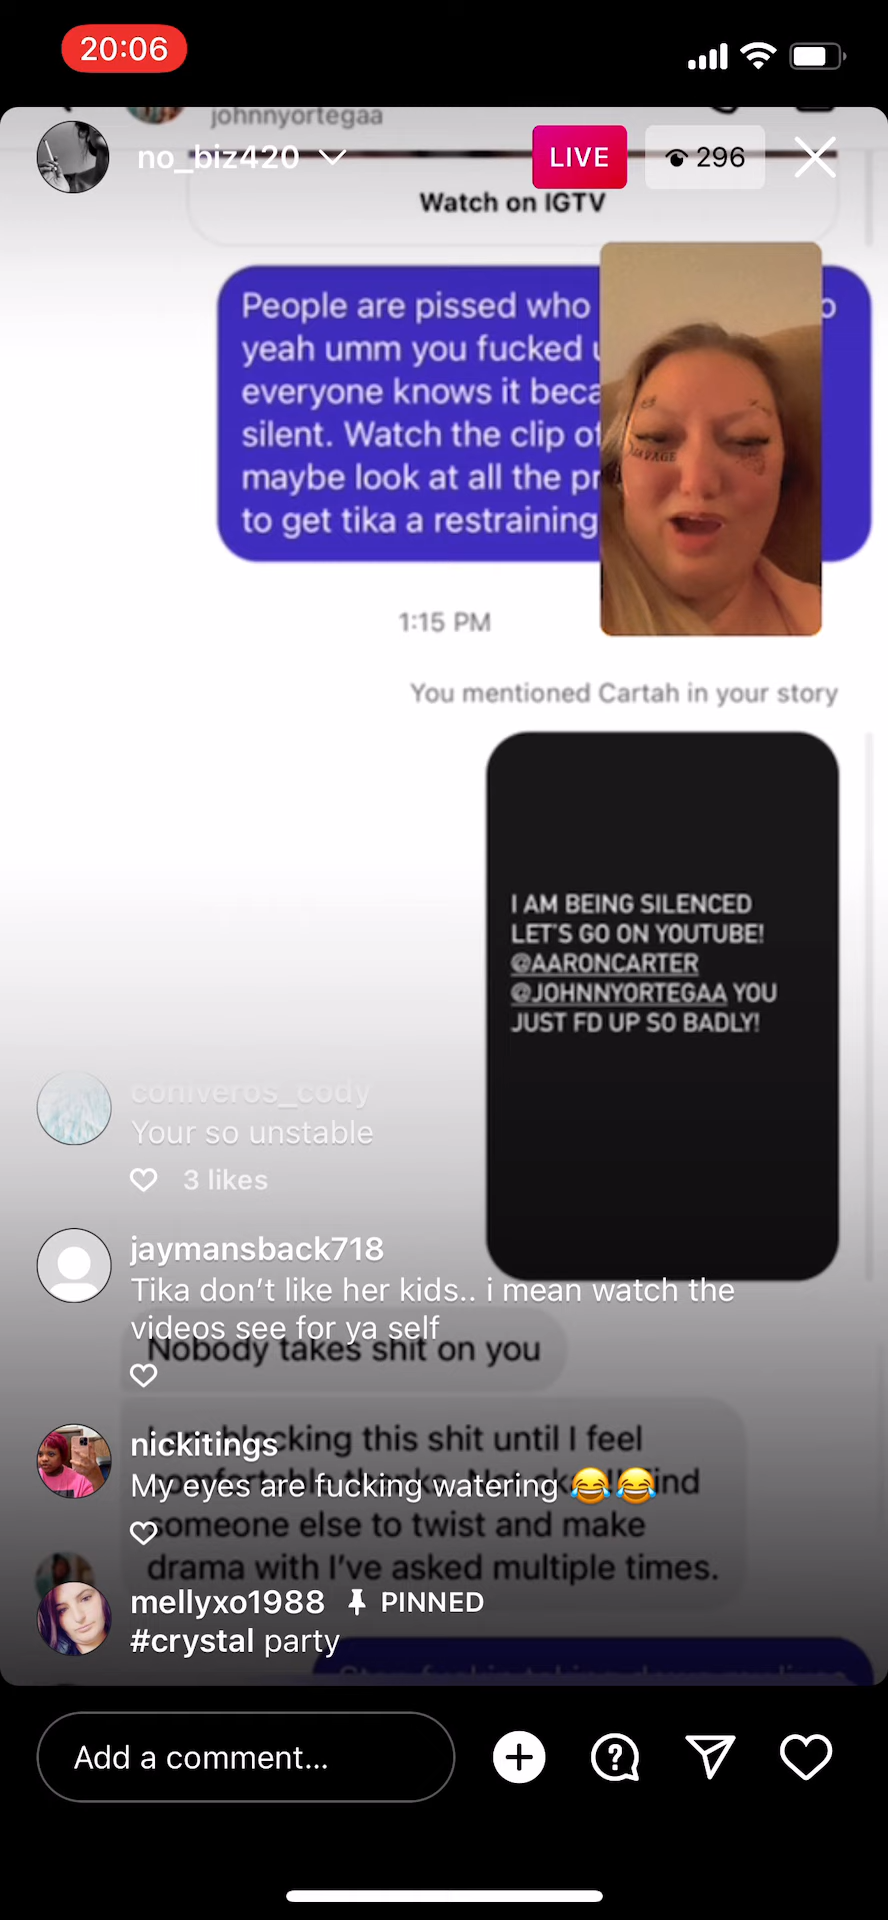 20:06
johnnyortegaa
no_biz420
LIVE
296
Watch on IGTV
People are pissed who
yeah umm you fucked
everyone knows it beca
silent. Watch the clip of
maybe look at all the pr
to get tika a restraining
SAVAGE
1:15 PM
You mentioned Cartah in your story
I AM BEING SILENCED
LET'S GO ON YOUTUBE!
@AARONCARTER
@JOHNNYORTEGAA YOU
JUST FD UP SO BADLY!
coniveros_cody
Your so unstable
3 likes
jaymansback718
Tika don't like her kids.. i mean watch the
videos see for ya self
Nobody takes shit on you
I am blocking this shit until I feel
nickitings
My eyes are fucking watering 😂😂
someone else to twist and make
drama with I've asked multiple times.
mellyxo1988 PINNED
#crystal party
Add a comment...